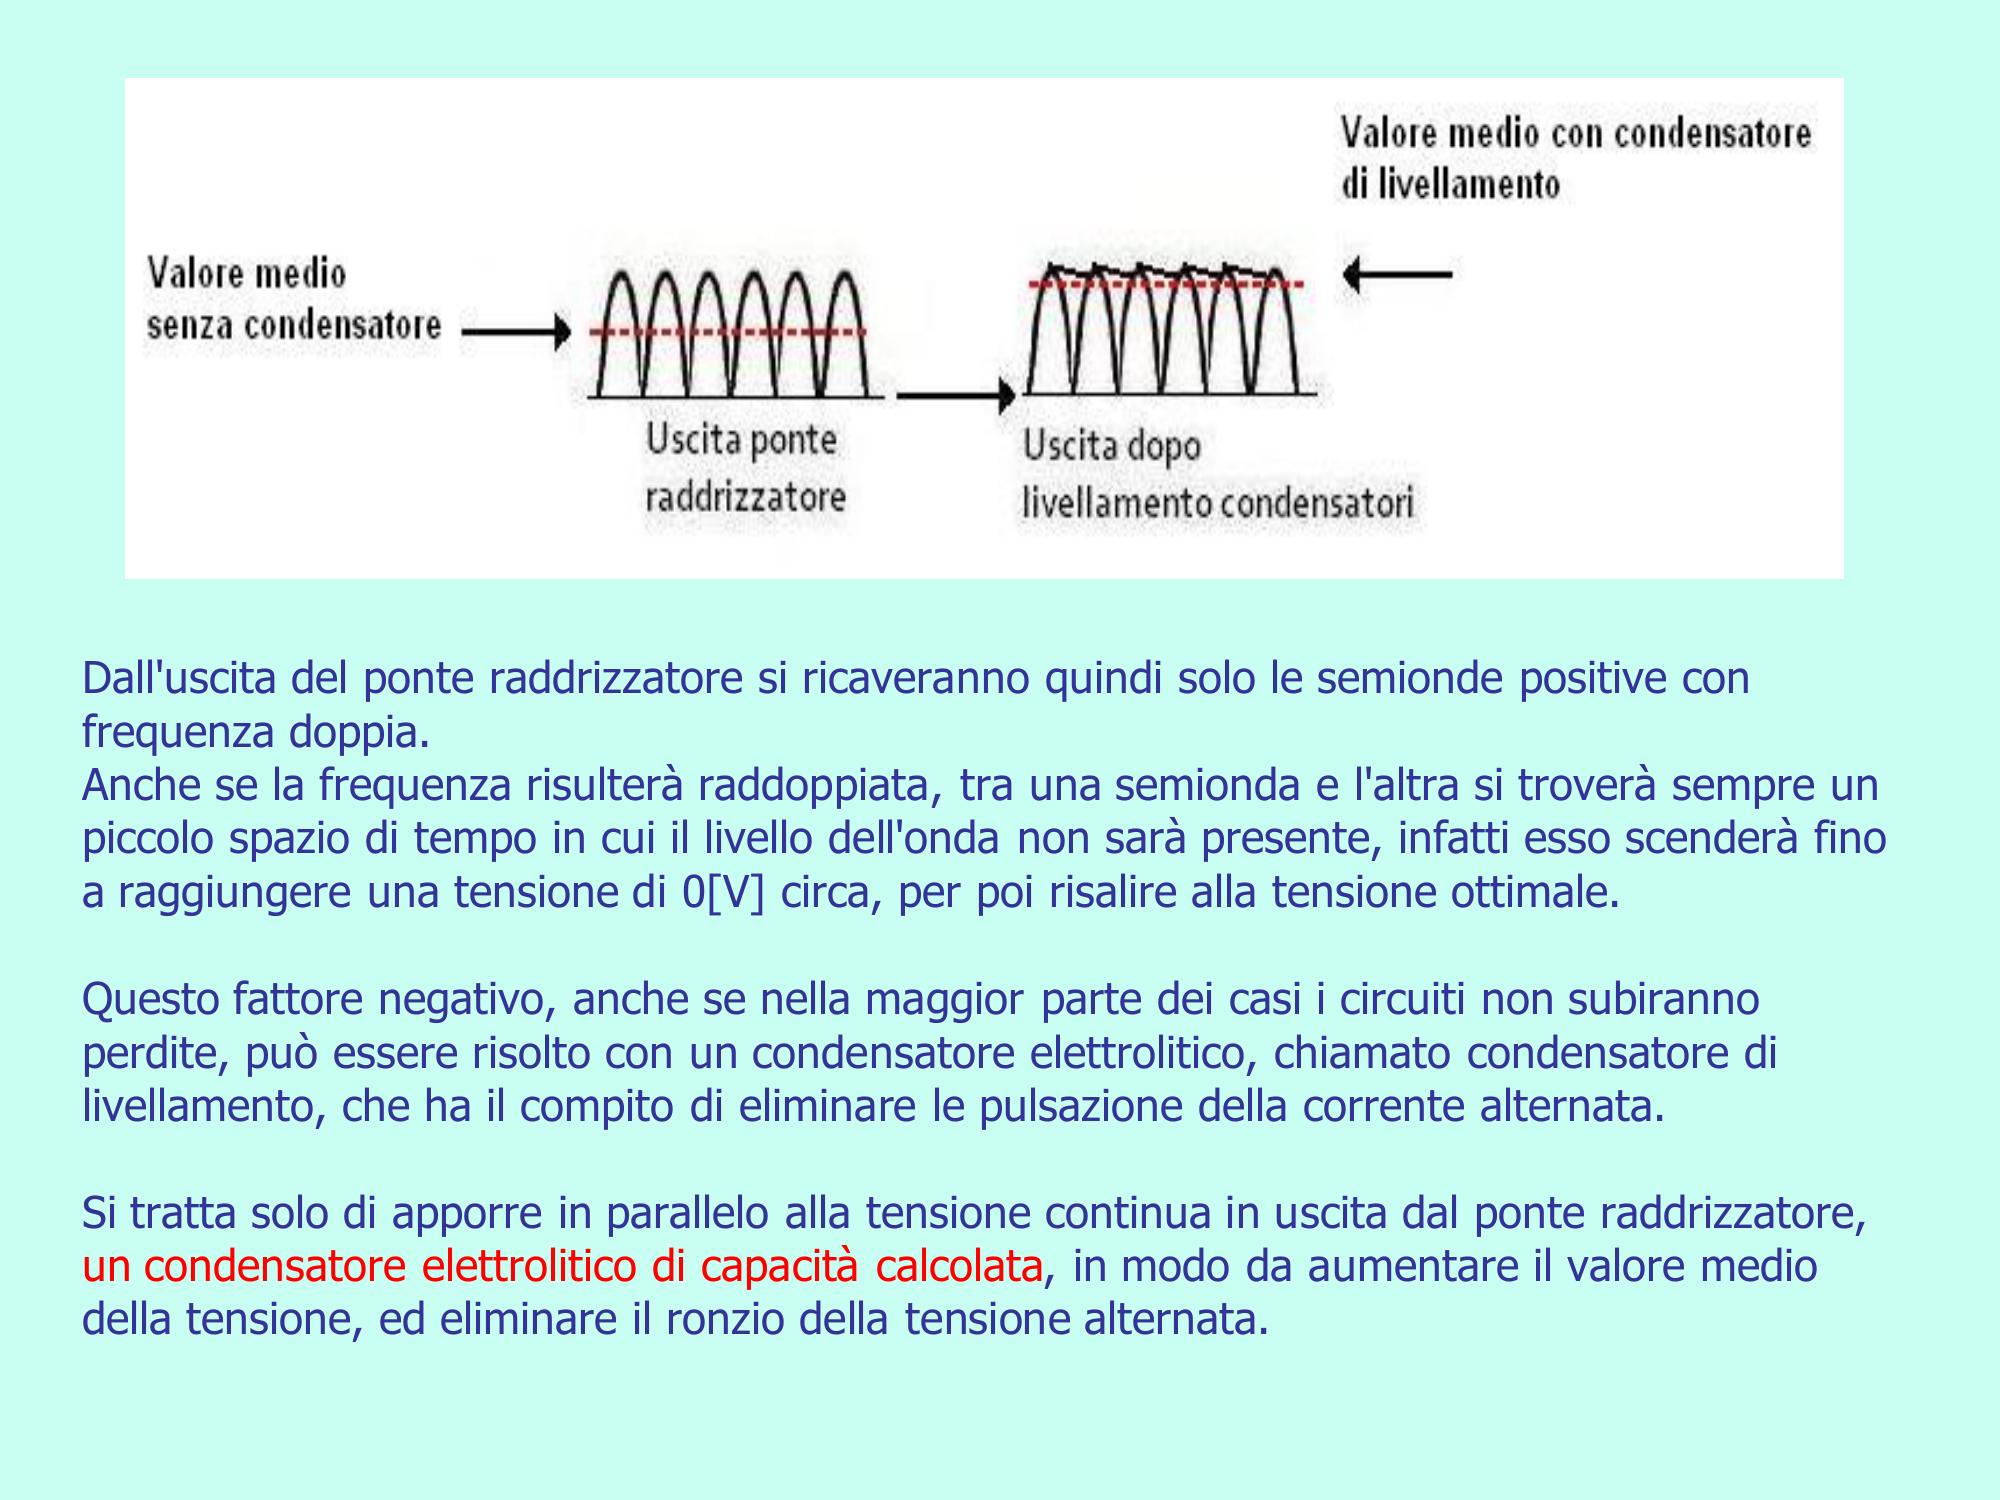 Valore medio con condensatore
di livellamento
Valore medio
senza condensatore
Uscita ponte
raddrizzatore
Uscita dopo
livellamento condensatori
Dall'uscita del ponte raddrizzatore si ricaveranno quindi solo le semionde positive con
frequenza doppia.
Anche se la frequenza risulterà raddoppiata, tra una semionda e l'altra si troverà sempre un
piccolo spazio di tempo in cui il livello dell'onda non sarà presente, infatti esso scenderà fino
a raggiungere una tensione di 0[V] circa, per poi risalire alla tensione ottimale.
Questo fattore negativo, anche se nella maggior parte dei casi i circuiti non subiranno
perdite, può essere risolto con un condensatore elettrolitico, chiamato condensatore di
livellamento, che ha il compito di eliminare le pulsazione della corrente alternata.
Si tratta solo di apporre in parallelo alla tensione continua in uscita dal ponte raddrizzatore,
un condensatore elettrolitico di capacità calcolata, in modo da aumentare il valore medio
della tensione, ed eliminare il ronzio della tensione alternata.